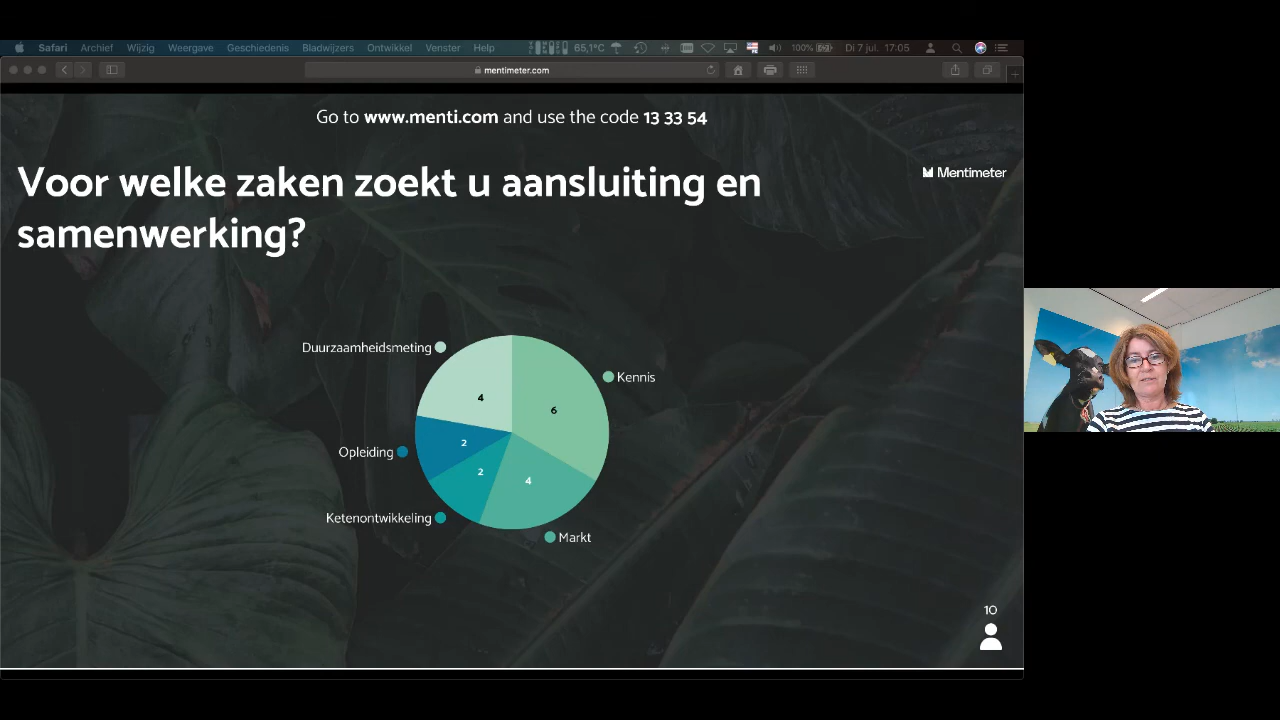 Safari Archief Wijzig Weergave Geschiedenis Bladwijzers Ontwikkel Venster Help 65,1°C 100% Di 7 jul. 17:05
mentimeter.com
Go to www.menti.com and use the code 13 33 54
Mentimeter
Voor welke zaken zoekt u aansluiting en
samenwerking?
Duurzaamheidsmeting
Kennis
4
6
Opleiding
2
2
4
Ketenontwikkeling
Markt
10